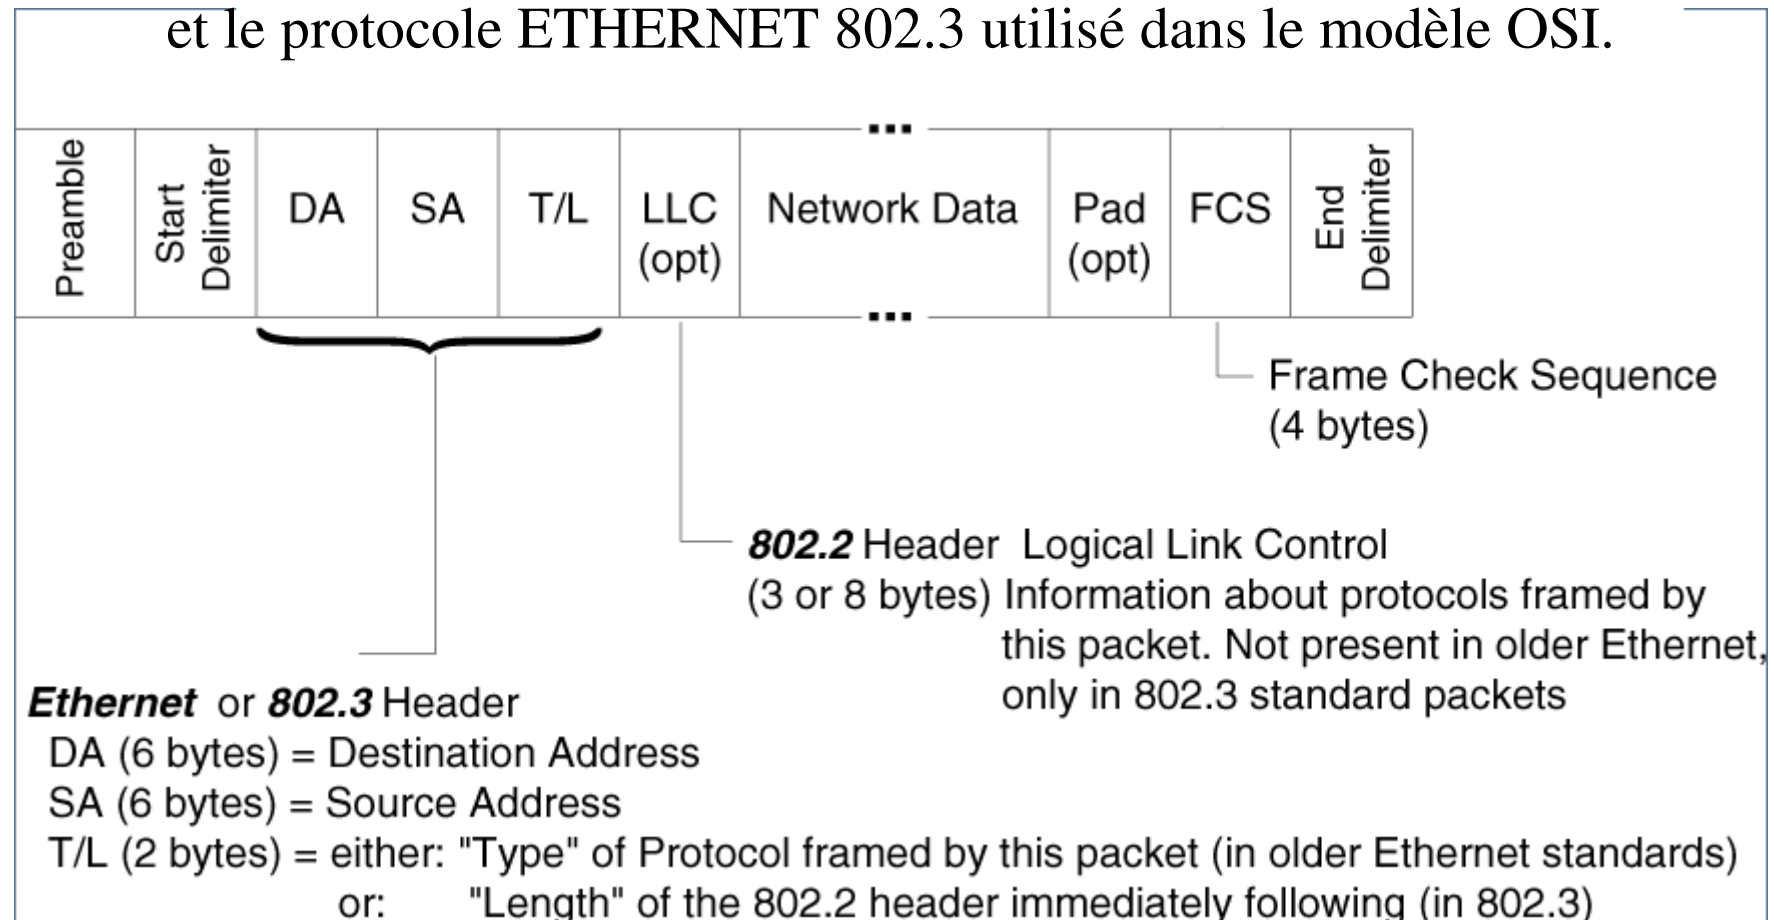 et le protocole ETHERNET 802.3 utilisé dans le modèle OSI.
Preamble
Start
Delimiter
DA
SA
T/L
LLC
(opt)
Network Data
Pad
(opt)
FCS
End
Delimiter
Frame Check Sequence
(4 bytes)
802.2 Header Logical Link Control
(3 or 8 bytes) Information about protocols framed by
this packet. Not present in older Ethernet,
only in 802.3 standard packets
Ethernet or 802.3 Header
DA (6 bytes) = Destination Address
SA (6 bytes) = Source Address
T/L (2 bytes) = either: "Type" of Protocol framed by this packet (in older Ethernet standards)
or: "Length" of the 802.2 header immediately following (in 802.3)